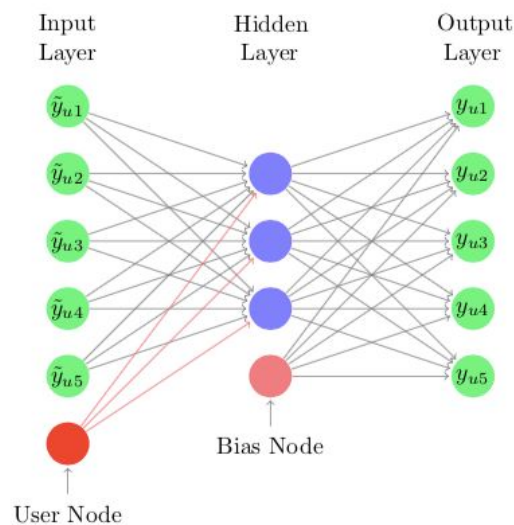 Input Layer
Hidden Layer
Output Layer
ỹu1
ỹu2
ỹu3
ỹu4
ỹu5
yu1
yu2
yu3
yu4
yu5
Bias Node
User Node